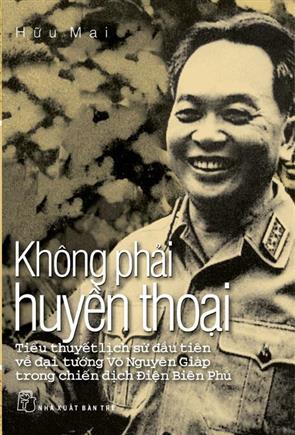 Hữu Mai
Không phải
huyền thoại
Tiểu thuyết lịch sử đầu tiên
về đại tướng Võ Nguyên Giáp
trong chiến dịch Điện Biên Phủ
NHÀ XUẤT BẢN TRẺ